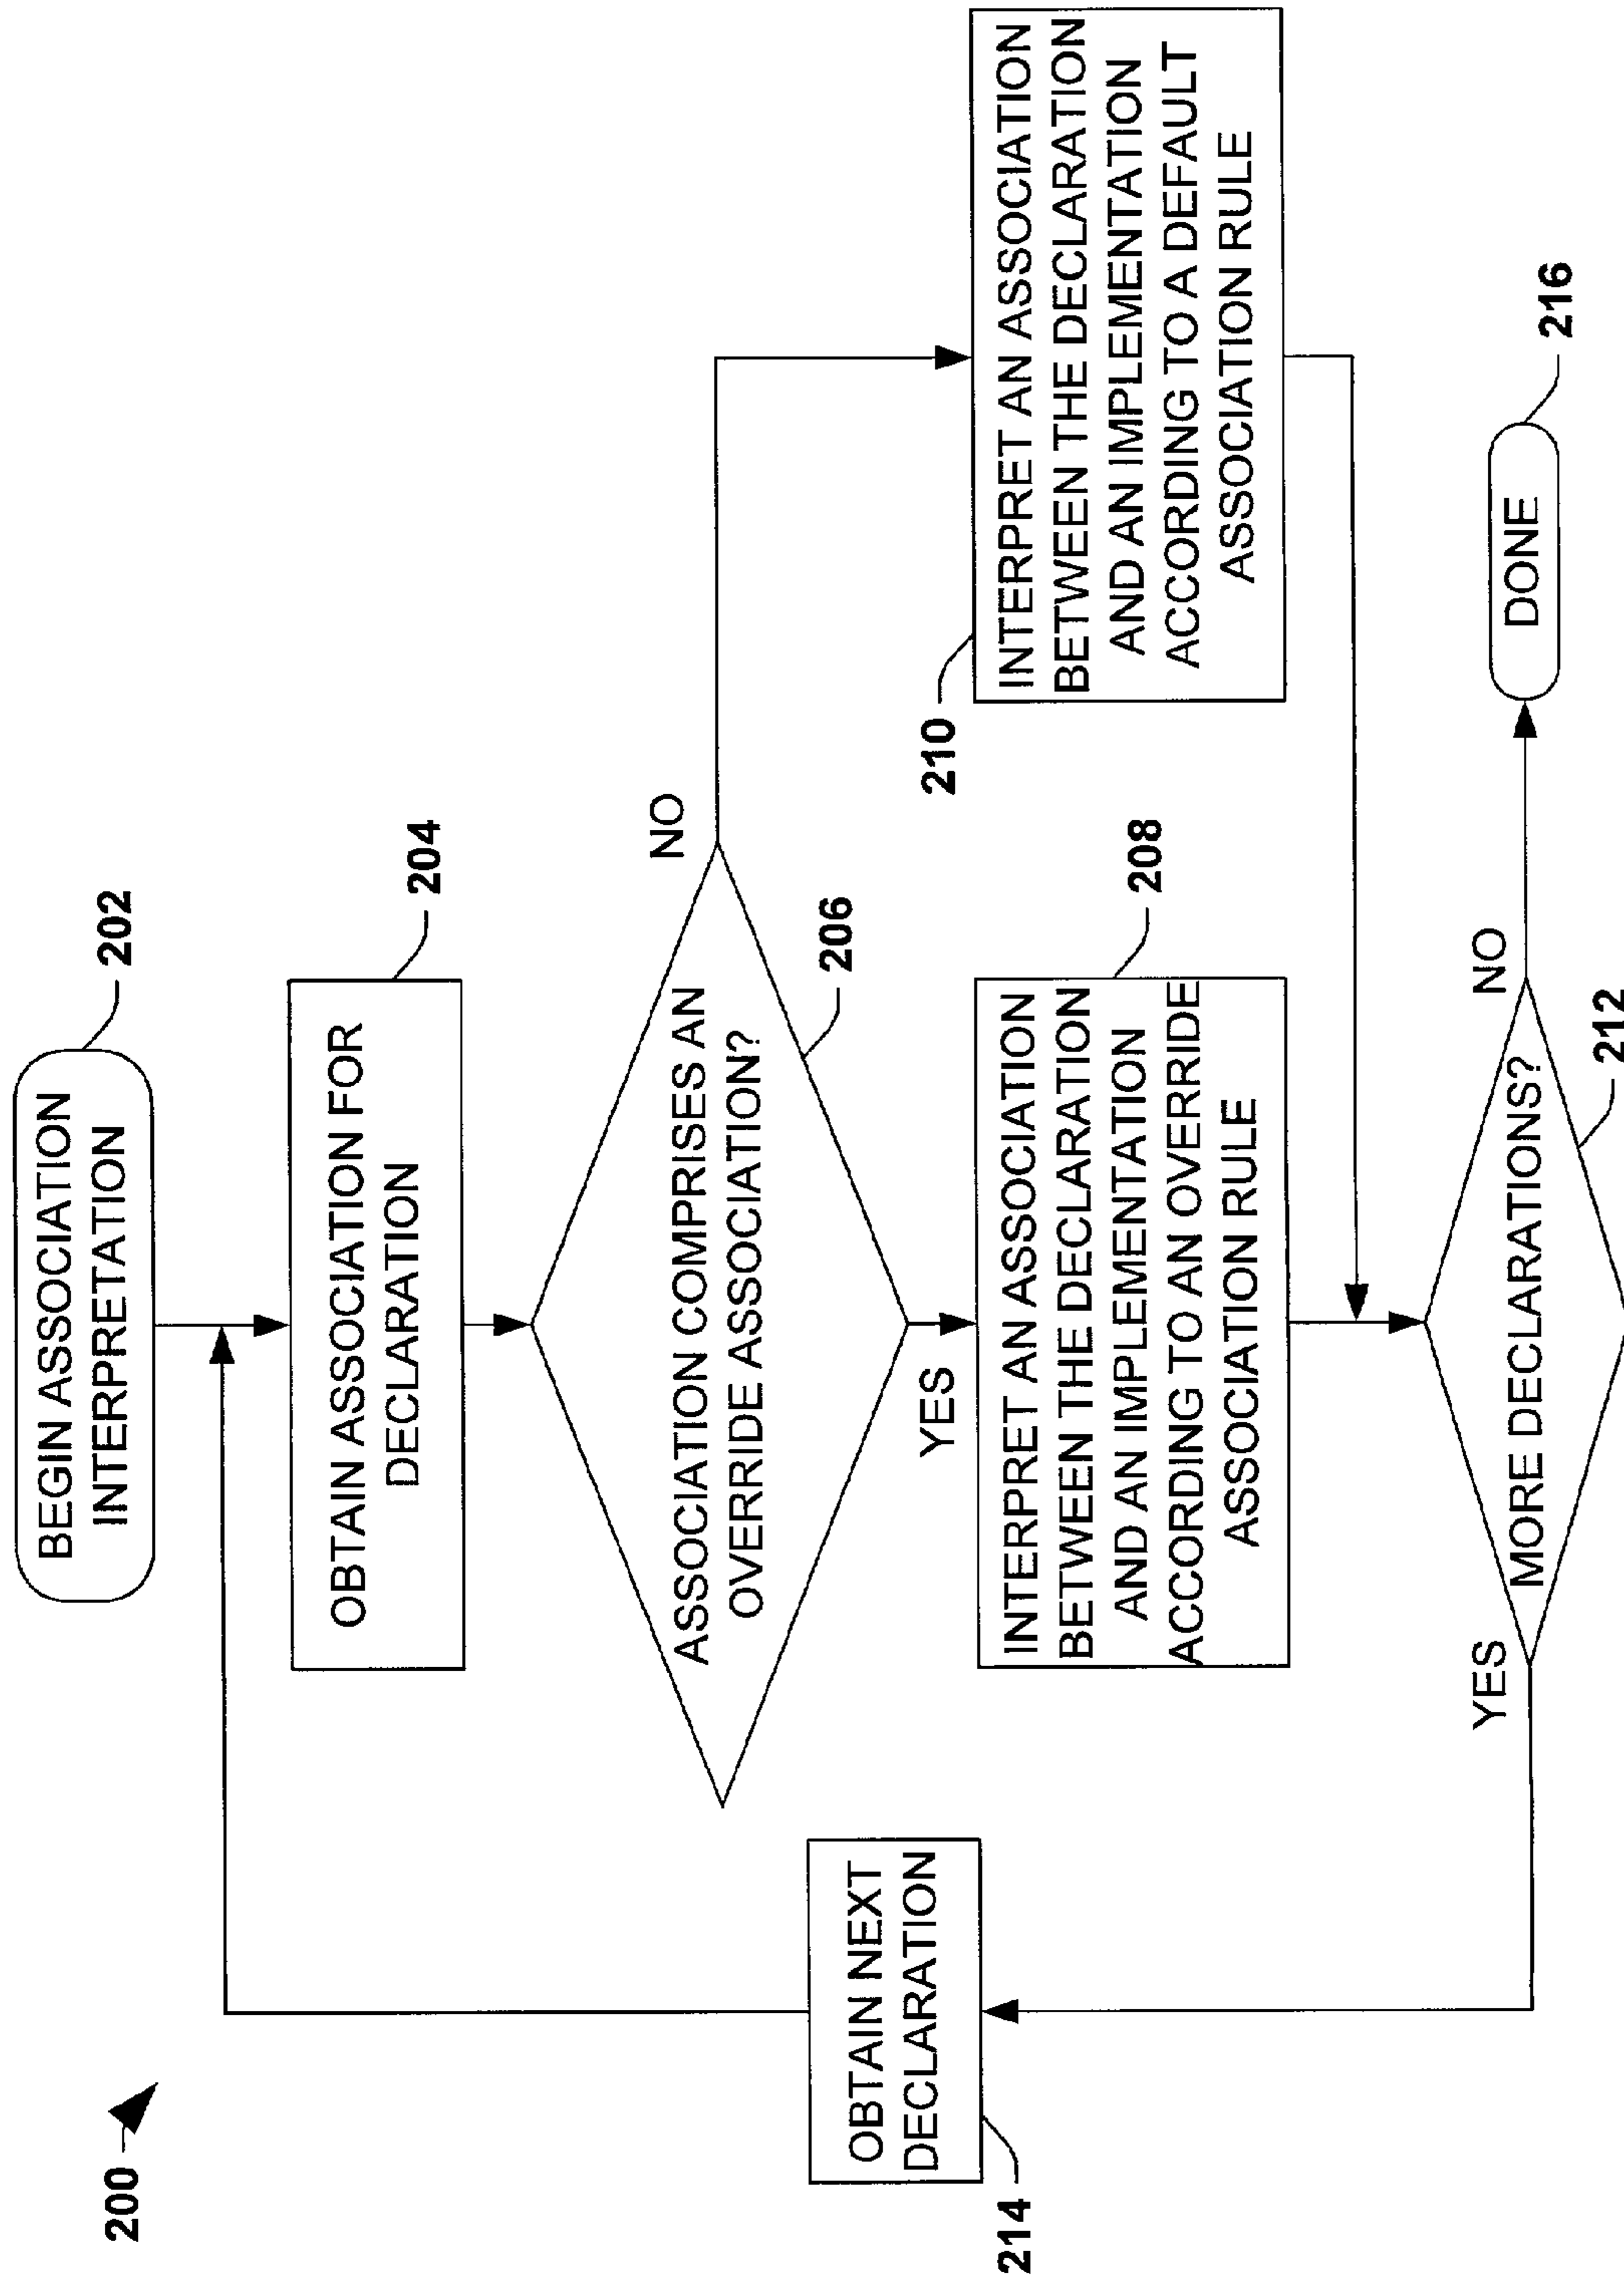 200
BEGIN ASSOCIATION
INTERPRETATION
202
OBTAIN ASSOCIATION FOR
DECLARATION
204
ASSOCIATION COMPRISES AN
OVERRIDE ASSOCIATION?
206
NO
YES
INTERPRET AN ASSOCIATION
BETWEEN THE DECLARATION
AND AN IMPLEMENTATION
ACCORDING TO AN OVERRIDE
ASSOCIATION RULE
208
210
INTERPRET AN ASSOCIATION
BETWEEN THE DECLARATION
AND AN IMPLEMENTATION
ACCORDING TO A DEFAULT
ASSOCIATION RULE
OBTAIN NEXT
DECLARATION
214
YES
MORE DECLARATIONS?
212
NO
DONE
216